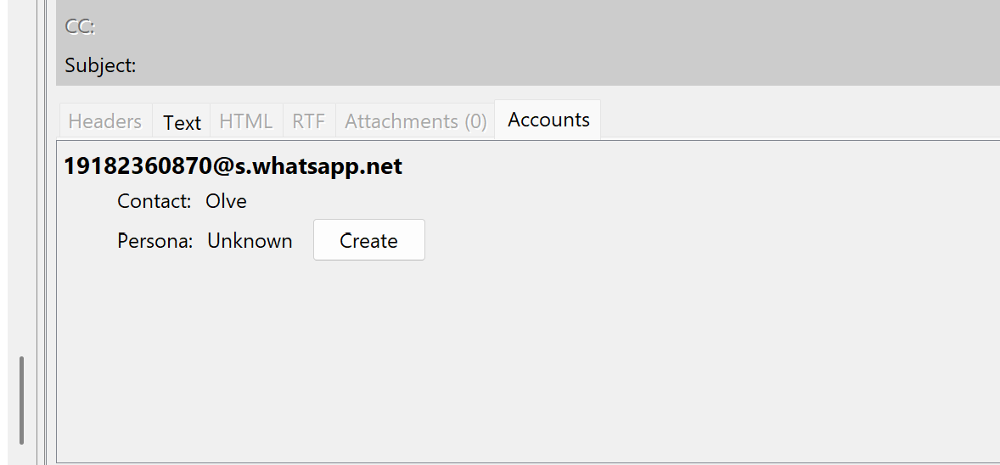 CC:
Subject:
Headers Text HTML RTF Attachments (0) Accounts
19182360870@s.whatsapp.net
Contact: Olve
Persona: Unknown Create